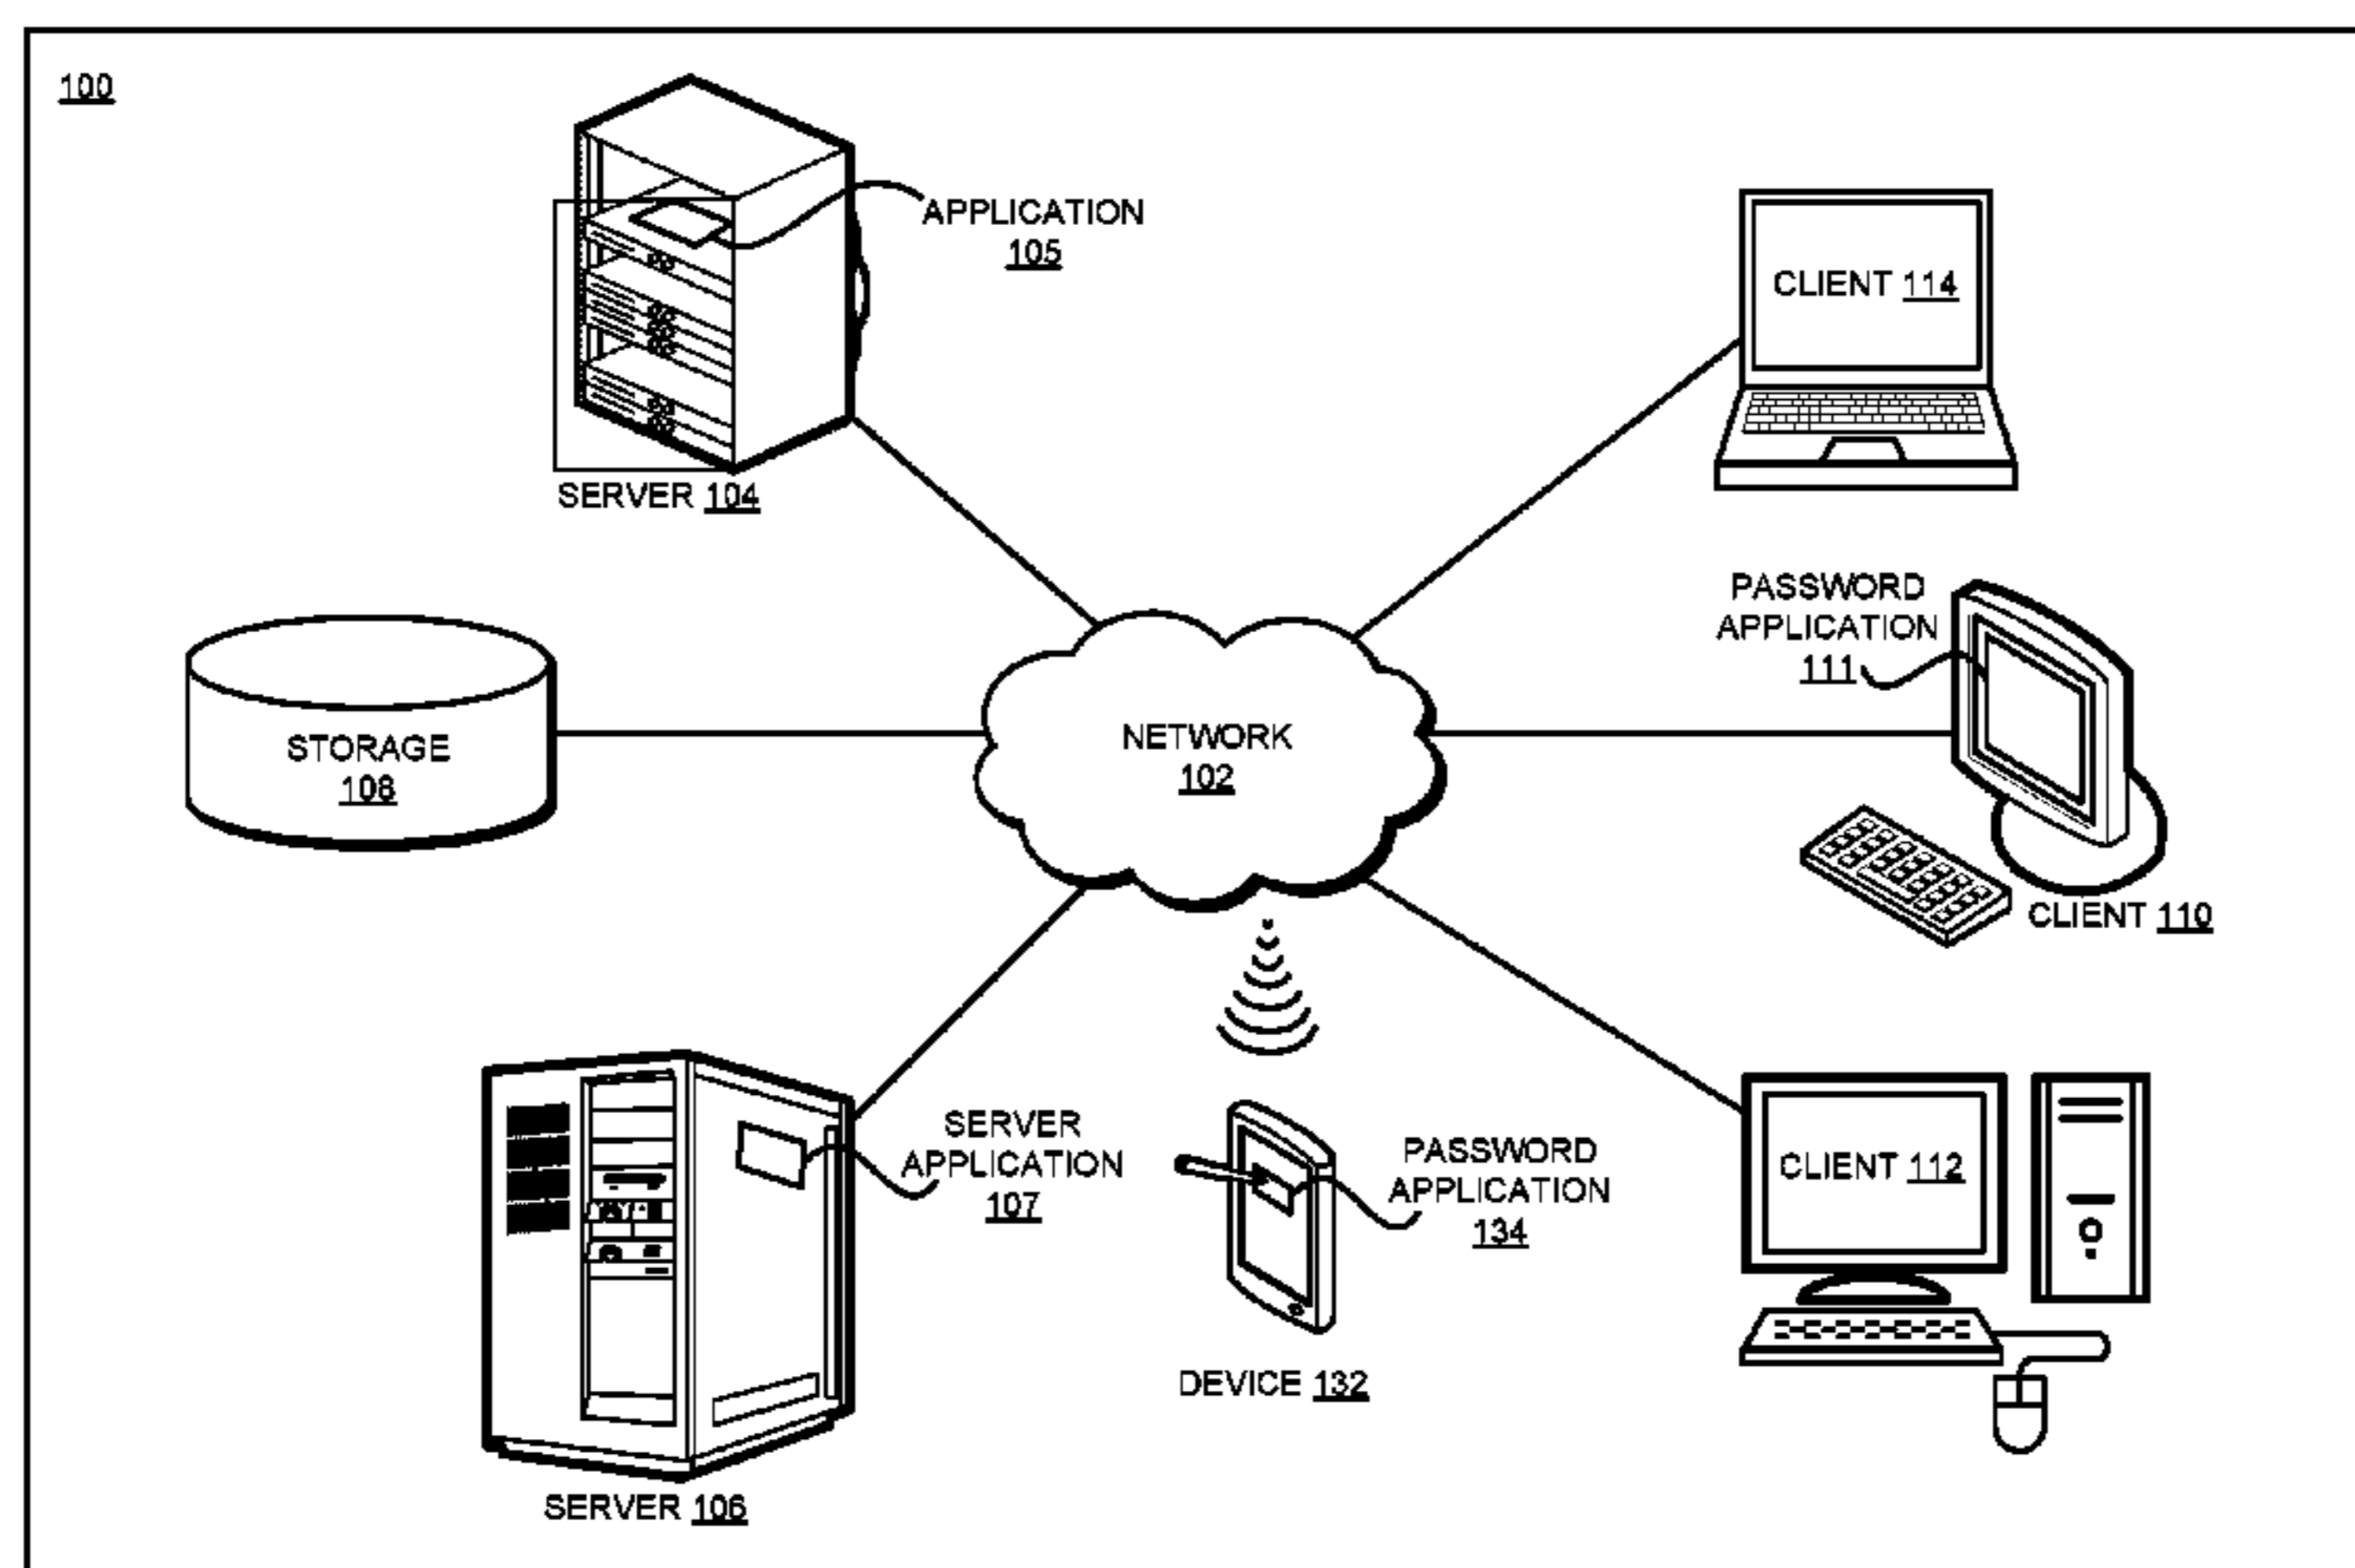 100
APPLICATION
105
SERVER 104
CLIENT 114
PASSWORD
APPLICATION
111
CLIENT 110
STORAGE
108
NETWORK
102
SERVER
APPLICATION
107
SERVER 106
PASSWORD
APPLICATION
134
DEVICE 132
CLIENT 112